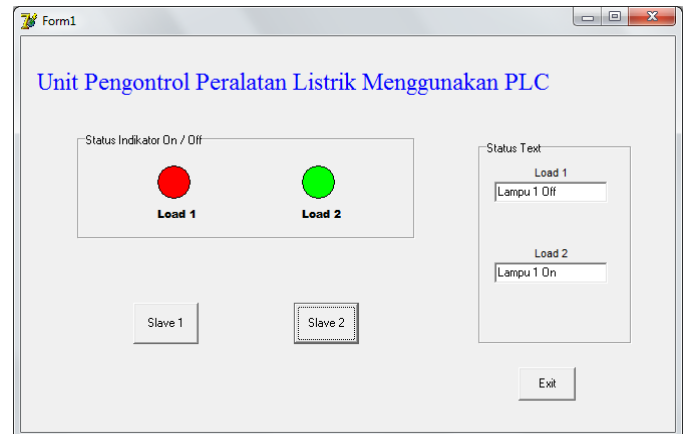 Form1
Unit Pengontrol Peralatan Listrik Menggunakan PLC
Status Indikator On / Off
Load 1
Load 2
Status Text
Load 1
Lampu 1 Off
Load 2
Lampu 1 On
Slave 1
Slave 2
Exit